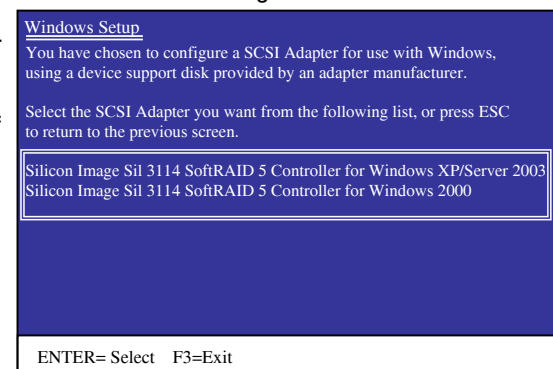 Windows Setup
You have chosen to configure a SCSI Adapter for use with Windows,
using a device support disk provided by an adapter manufacturer.
Select the SCSI Adapter you want from the following list, or press ESC
to return to the previous screen.
Silicon Image Sil 3114 SoftRAID 5 Controller for Windows XP/Server 2003
Silicon Image Sil 3114 SoftRAID 5 Controller for Windows 2000
ENTER= Select F3=Exit